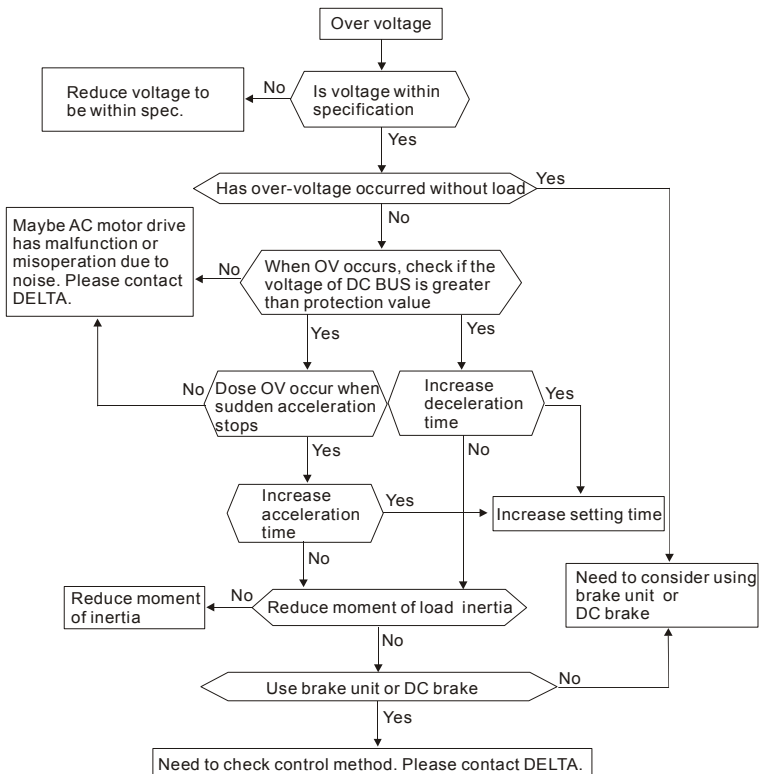 Over voltage
Reduce voltage to
be within spec.
No
Is voltage within
specification
Yes
Has over-voltage occurred without load
Yes
No
Maybe AC motor drive
has malfunction or
misoperation due to
noise. Please contact
DELTA.
No
When OV occurs, check if the
voltage of DC BUS is greater
than protection value
Yes
Yes
No
Dose OV occur when
sudden acceleration
stops
Increase
deceleration
time
Yes
Yes
No
Increase
acceleration
time
Yes
Increase setting time
No
Reduce moment
of inertia
No
Reduce moment of load inertia
Need to consider using
brake unit or
DC brake
No
Use brake unit or DC brake
No
Yes
Need to check control method. Please contact DELTA.